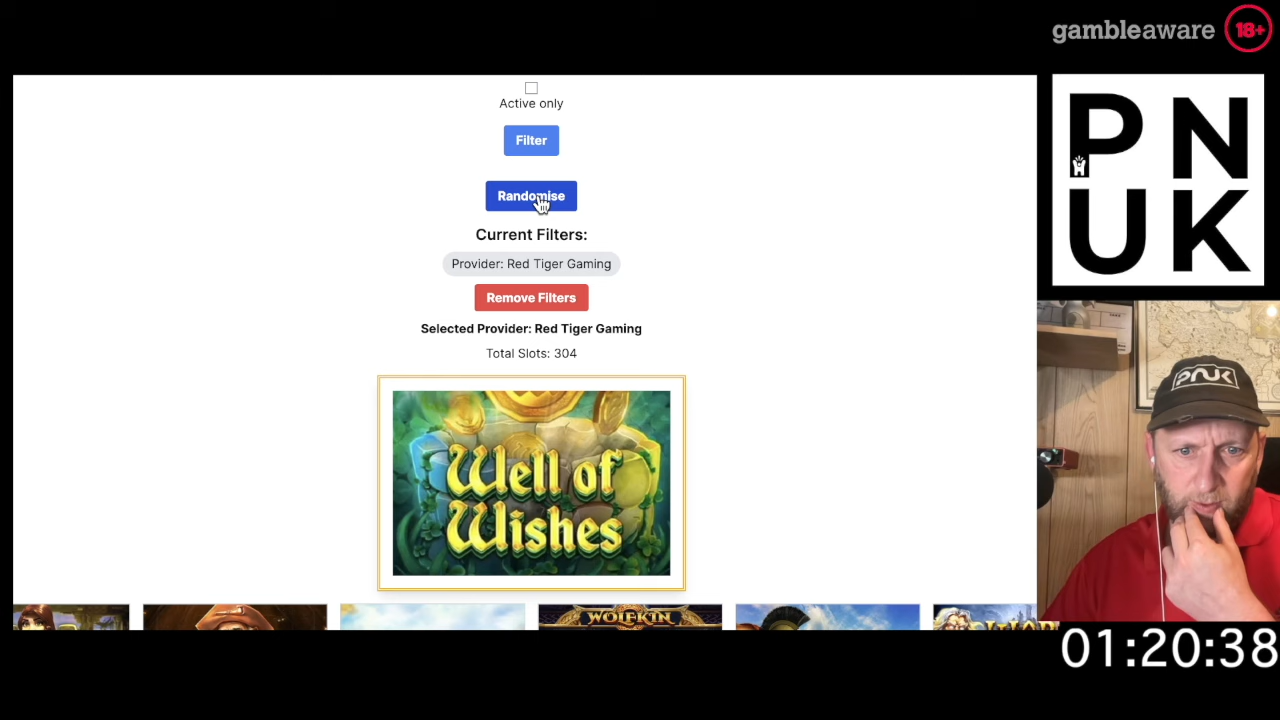 gambleaware 18+
Active only
Filter
Randomise
Current Filters:
Provider: Red Tiger Gaming
Remove Filters
Selected Provider: Red Tiger Gaming
Total Slots: 304
Well of
Wishes
WOLFKIN
PN
UK
PNUK
01:20:38